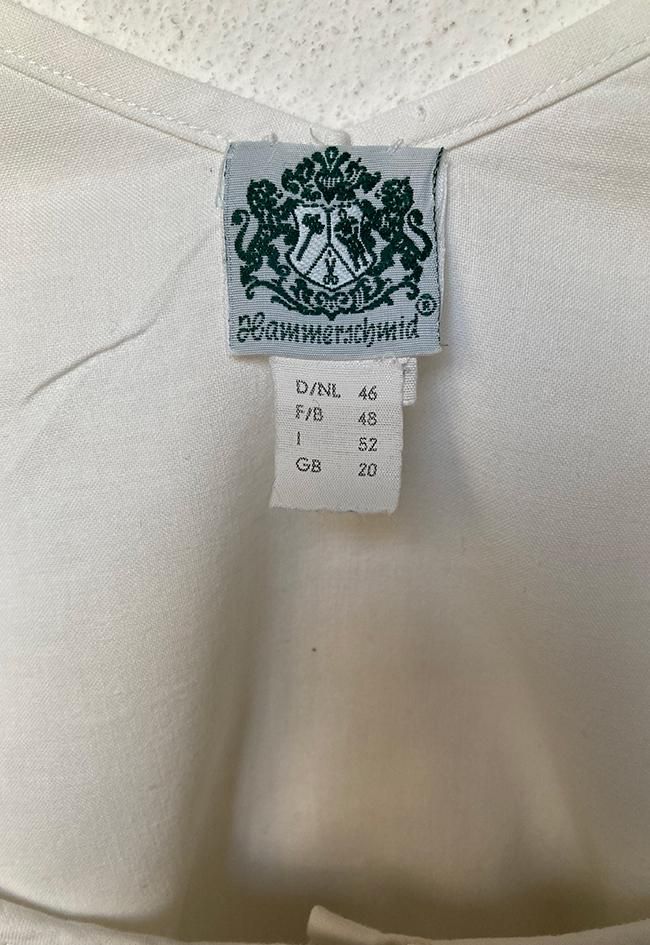 Hammerschmid ®
D/NL 46
F/B 48
I 52
GB 20